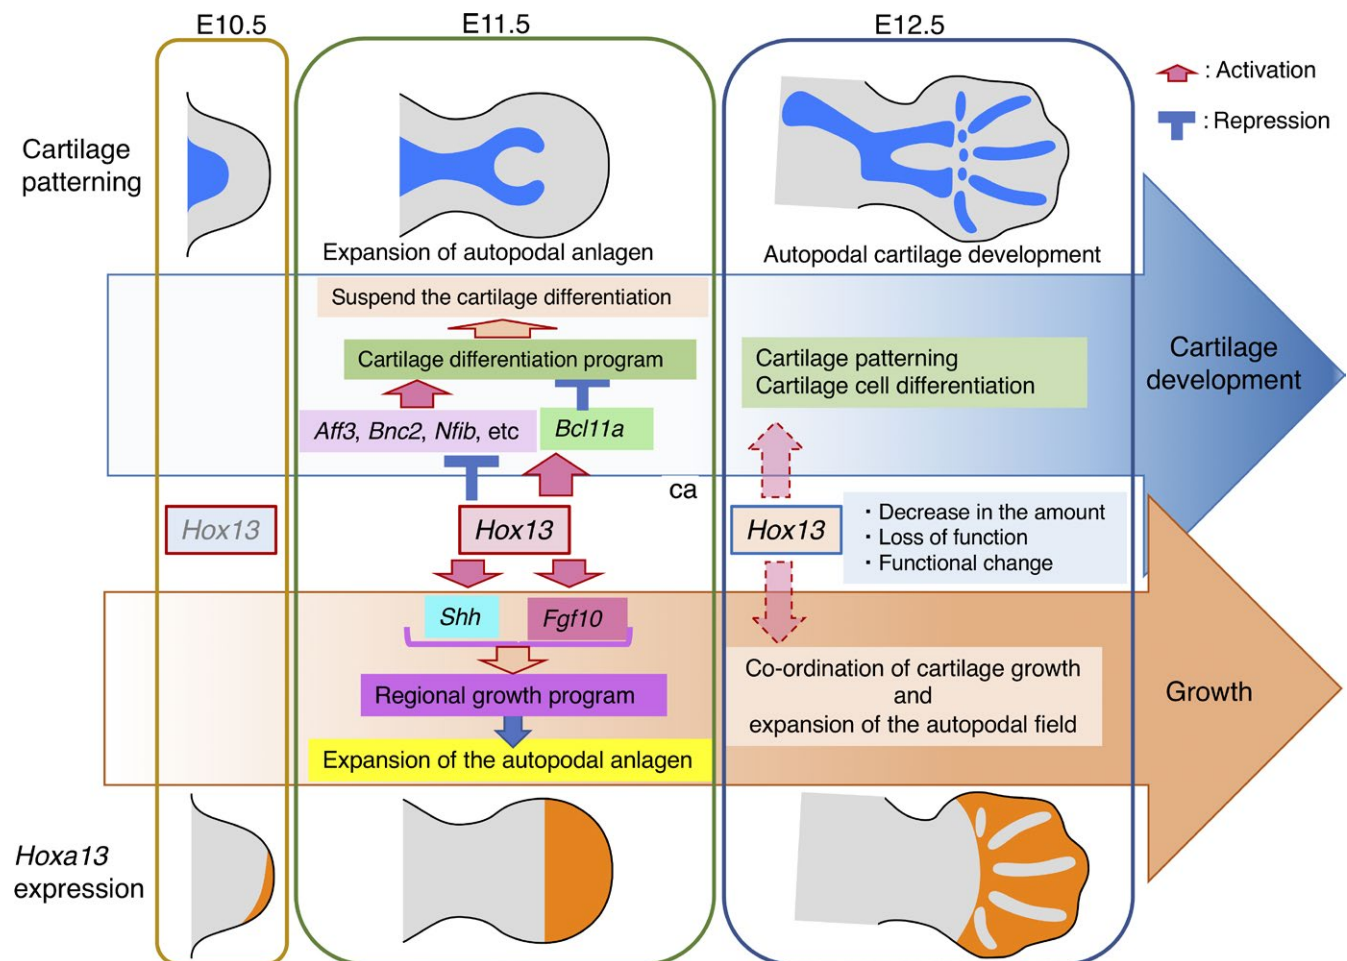 E10.5
E11.5
E12.5
: Activation
: Repression
Cartilage
patterning
Expansion of autopodal anlagen
Autopodal cartilage development
Suspend the cartilage differentiation
Cartilage differentiation program
Cartilage patterning
Cartilage cell differentiation
Cartilage
development
Aff3, Bnc2, Nfib, etc
Bcl11a
ca
Hox13
Hox13
Hox13
・Decrease in the amount
・Loss of function
・Functional change
Shh
Fgf10
Regional growth program
Expansion of the autopodal anlagen
Co-ordination of cartilage growth
and
expansion of the autopodal field
Growth
Hoxa13
expression